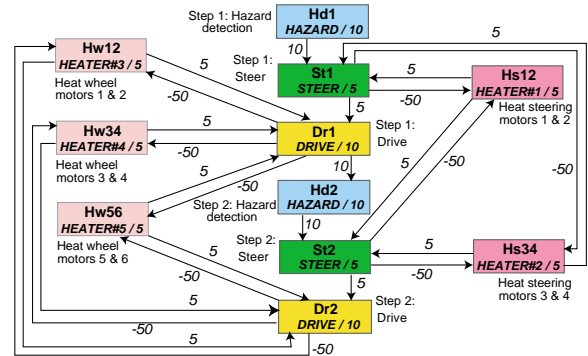 Step 1: Hazard
detection
Hd1
HAZARD / 10
5
10
Hw12
HEATER#3 / 5
Heat wheel
motors 1 & 2
5
-50
Step 1:
Steer
St1
STEER / 5
5
-50
Hs12
HEATER#1 / 5
Heat steering
motors 1 & 2
5
Hw34
HEATER#4 / 5
Heat wheel
motors 3 & 4
5
-50
Dr1
DRIVE / 10
Step 1:
Drive
5
-50
-50
10
5
-50
Step 2: Hazard
detection
Hd2
HAZARD / 10
10
Hw56
HEATER#5 / 5
Heat wheel
motors 5 & 6
5
-50
Step 2:
Steer
St2
STEER / 5
5
-50
Hs34
HEATER#2 / 5
Heat steering
motors 3 & 4
5
Dr2
DRIVE / 10
Step 2:
Drive
5
-50
5
-50